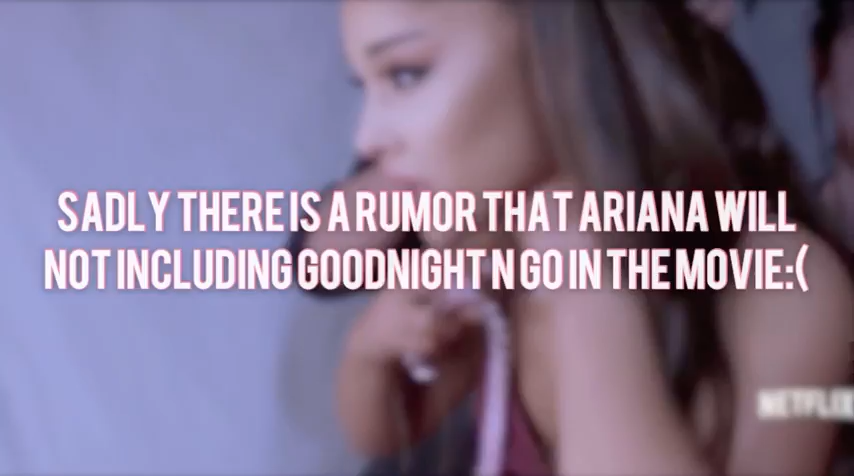 SADLY THERE IS A RUMOR THAT ARIANA WILL
NOT INCLUDING GOODNIGHT N GO IN THE MOVIE:(
NETFLIX